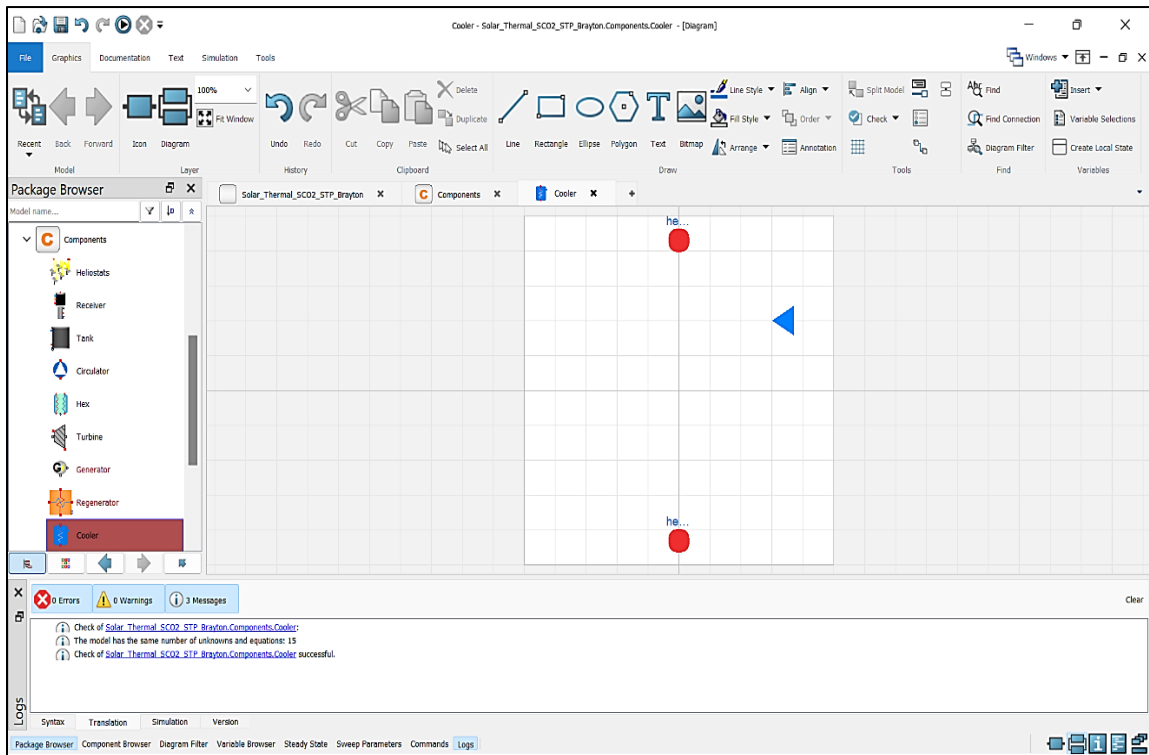 Cooler - Solar_Thermal_SCO2_STP_Brayton.Components.Cooler - [Diagram]
File Graphics Documentation Text Simulation Tools Windows
100%
Fit Window
Delete
Duplicate
Select All
Line Style
Fill Style
Arrange
Align
Order
Annotation
Split Model
Check
Abc Find
Find Connection
Diagram Filter
Insert
Variable Selections
Create Local State
Recent Back Forward Icon Diagram Undo Redo Cut Copy Paste Line Rectangle Ellipse Polygon Text Bitmap
Model Layer History Clipboard Draw Tools Find Variables
Package Browser
Model name...
Solar_Thermal_SCO2_STP_Brayton
C Components
Cooler
C Components
Heliostats
Receiver
Tank
Circulator
Hex
Turbine
G Generator
Regenerator
Cooler
he...
he...
0 Errors 0 Warnings 3 Messages Clear
Check of Solar_Thermal_SCO2_STP_Brayton.Components.Cooler:
The model has the same number of unknowns and equations: 15
Check of Solar_Thermal_SCO2_STP_Brayton.Components.Cooler successful.
Logs
Syntax Translation Simulation Version
Package Browser Component Browser Diagram Filter Variable Browser Steady State Sweep Parameters Commands Logs